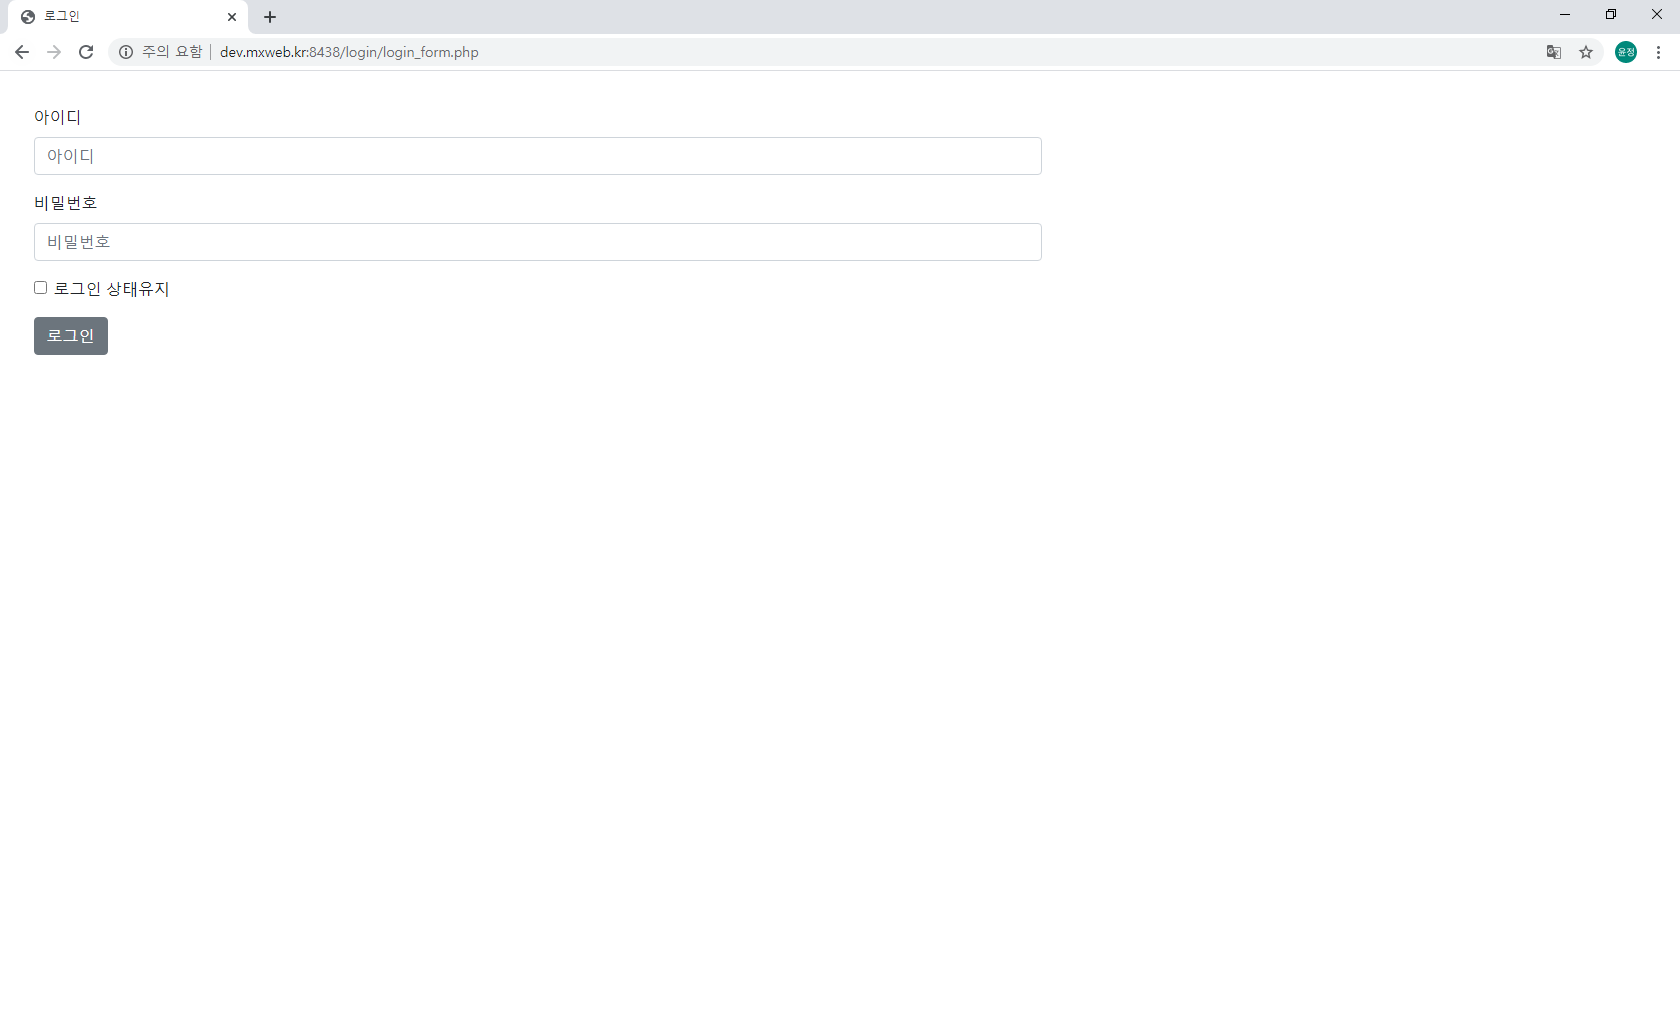 로그인
주의 요함 dev.mxweb.kr:8438/login/login_form.php 윤정
아이디
아이디
비밀번호
비밀번호
로그인 상태유지
로그인